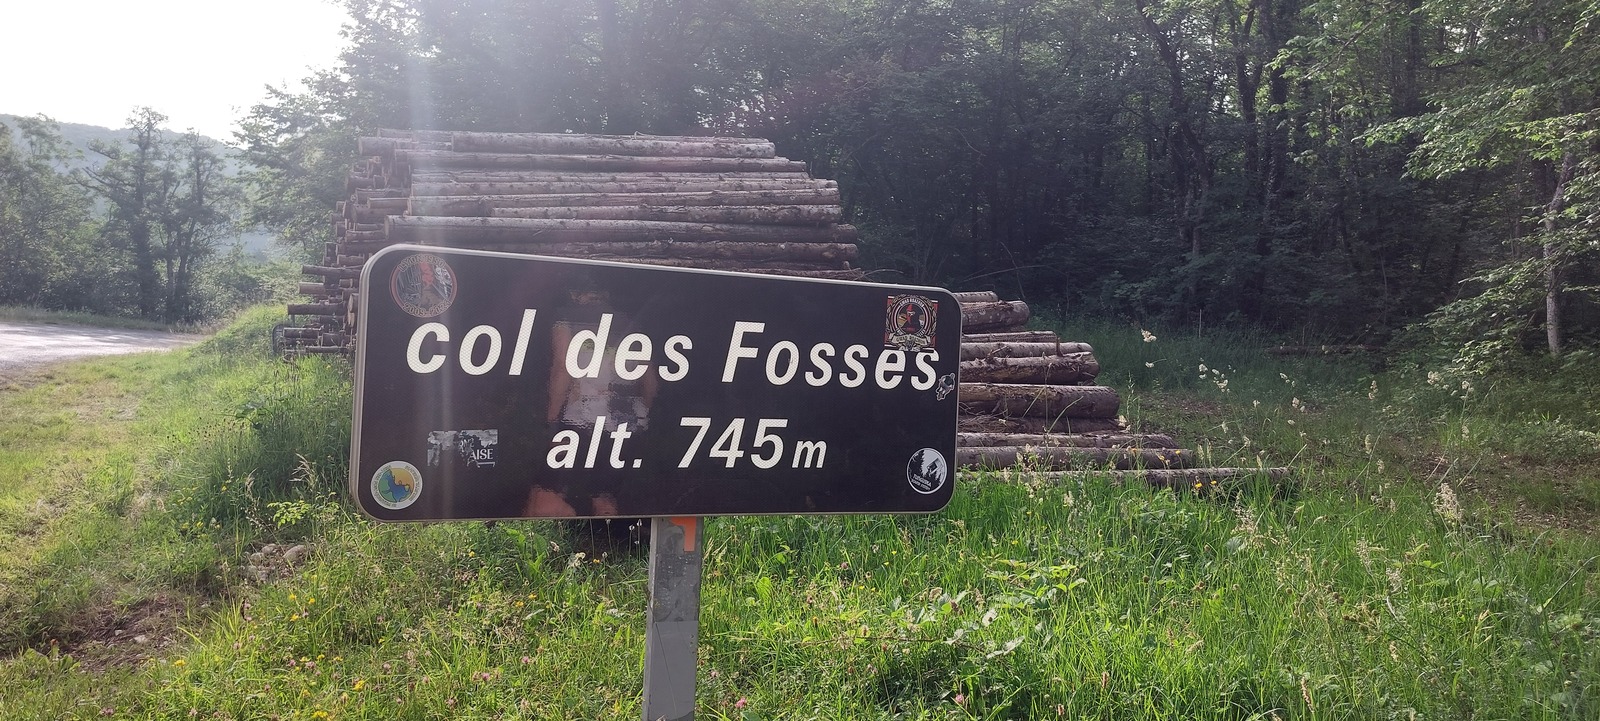 col des Fosses
alt. 745m
AISE